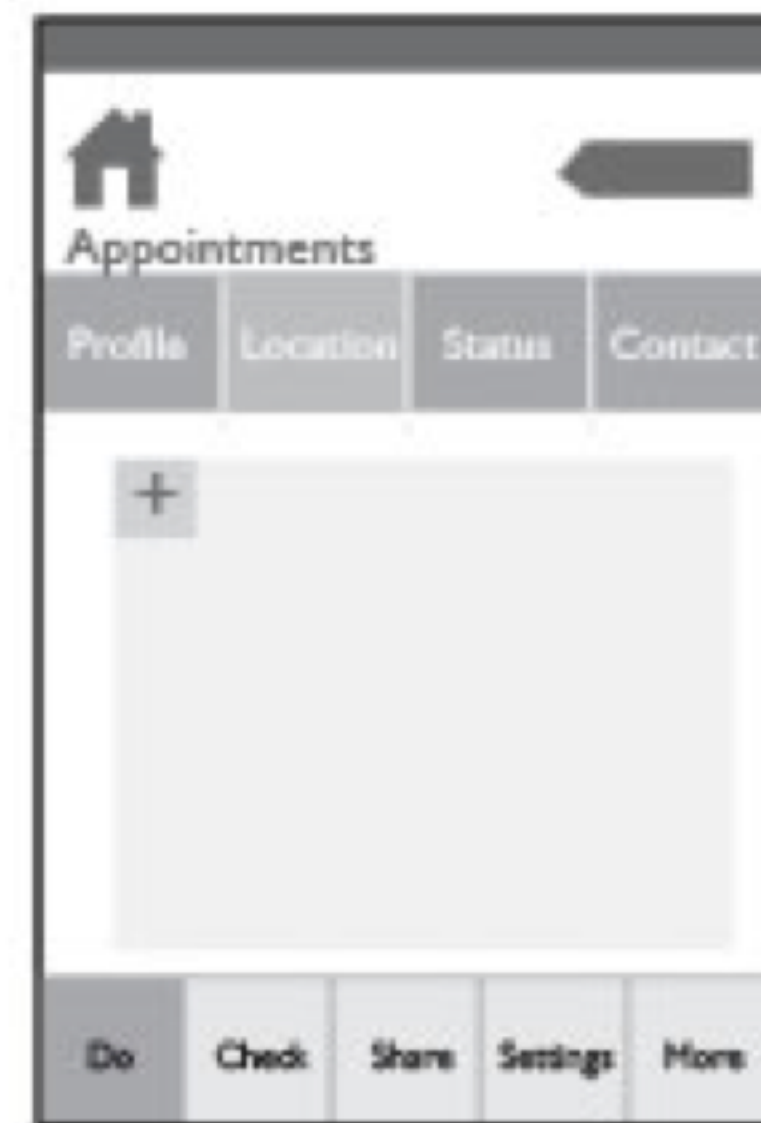 Appointments
Profile Location Status Contact
+
Do Check Share Settings More